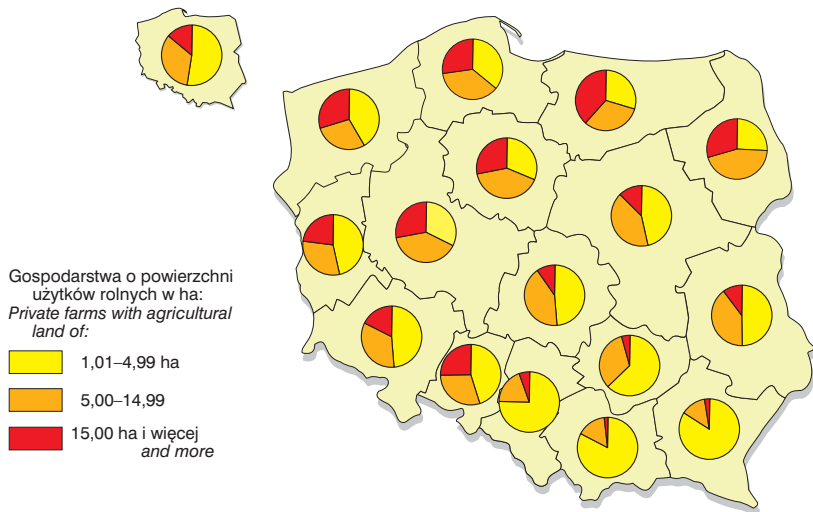 Gospodarstwa o powierzchni
użytków rolnych w ha:
Private farms with agricultural
land of:
1,01–4,99 ha
5,00–14,99
15,00 ha i więcej
and more